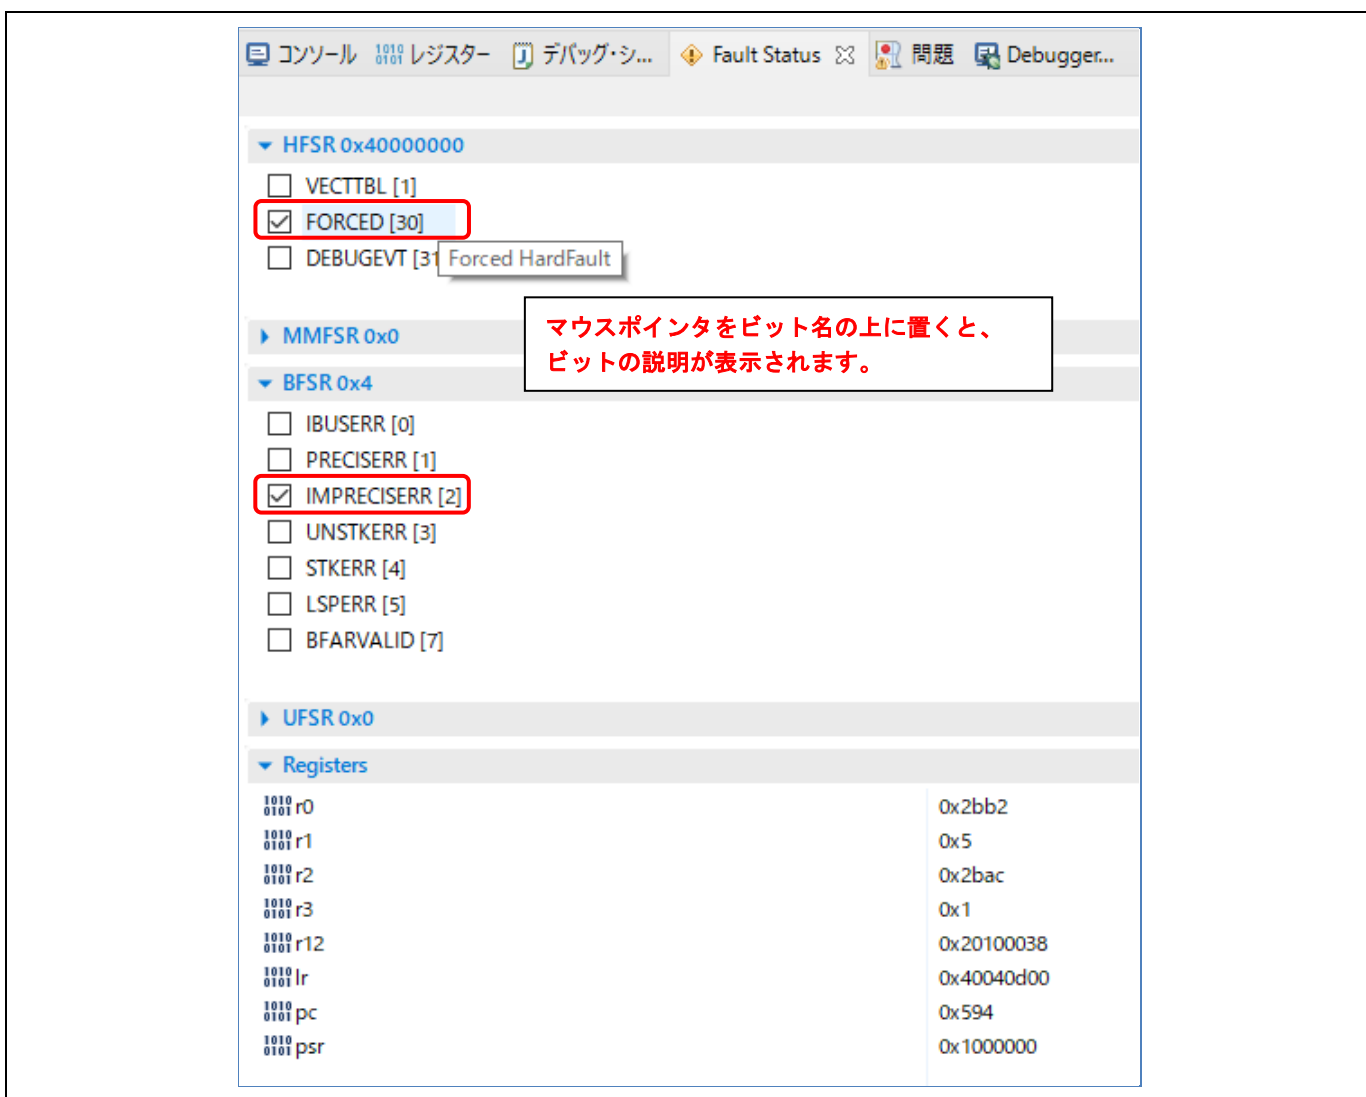 コンソール レジスター デバッグ・シ... Fault Status 問題 Debugger...
HFSR 0x40000000
VECTTBL [1]
FORCED [30]
DEBUGEVT [31
Forced HardFault
マウスポインタをビット名の上に置くと、
ビットの説明が表示されます。
MMFSR 0x0
BFSR 0x4
IBUSERR [0]
PRECISERR [1]
IMPRECISERR [2]
UNSTKERR [3]
STKERR [4]
LSPERR [5]
BFARVALID [7]
UFSR 0x0
Registers
r0 0x2bb2
r1 0x5
r2 0x2bac
r3 0x1
r12 0x20100038
lr 0x40040d00
pc 0x594
psr 0x1000000